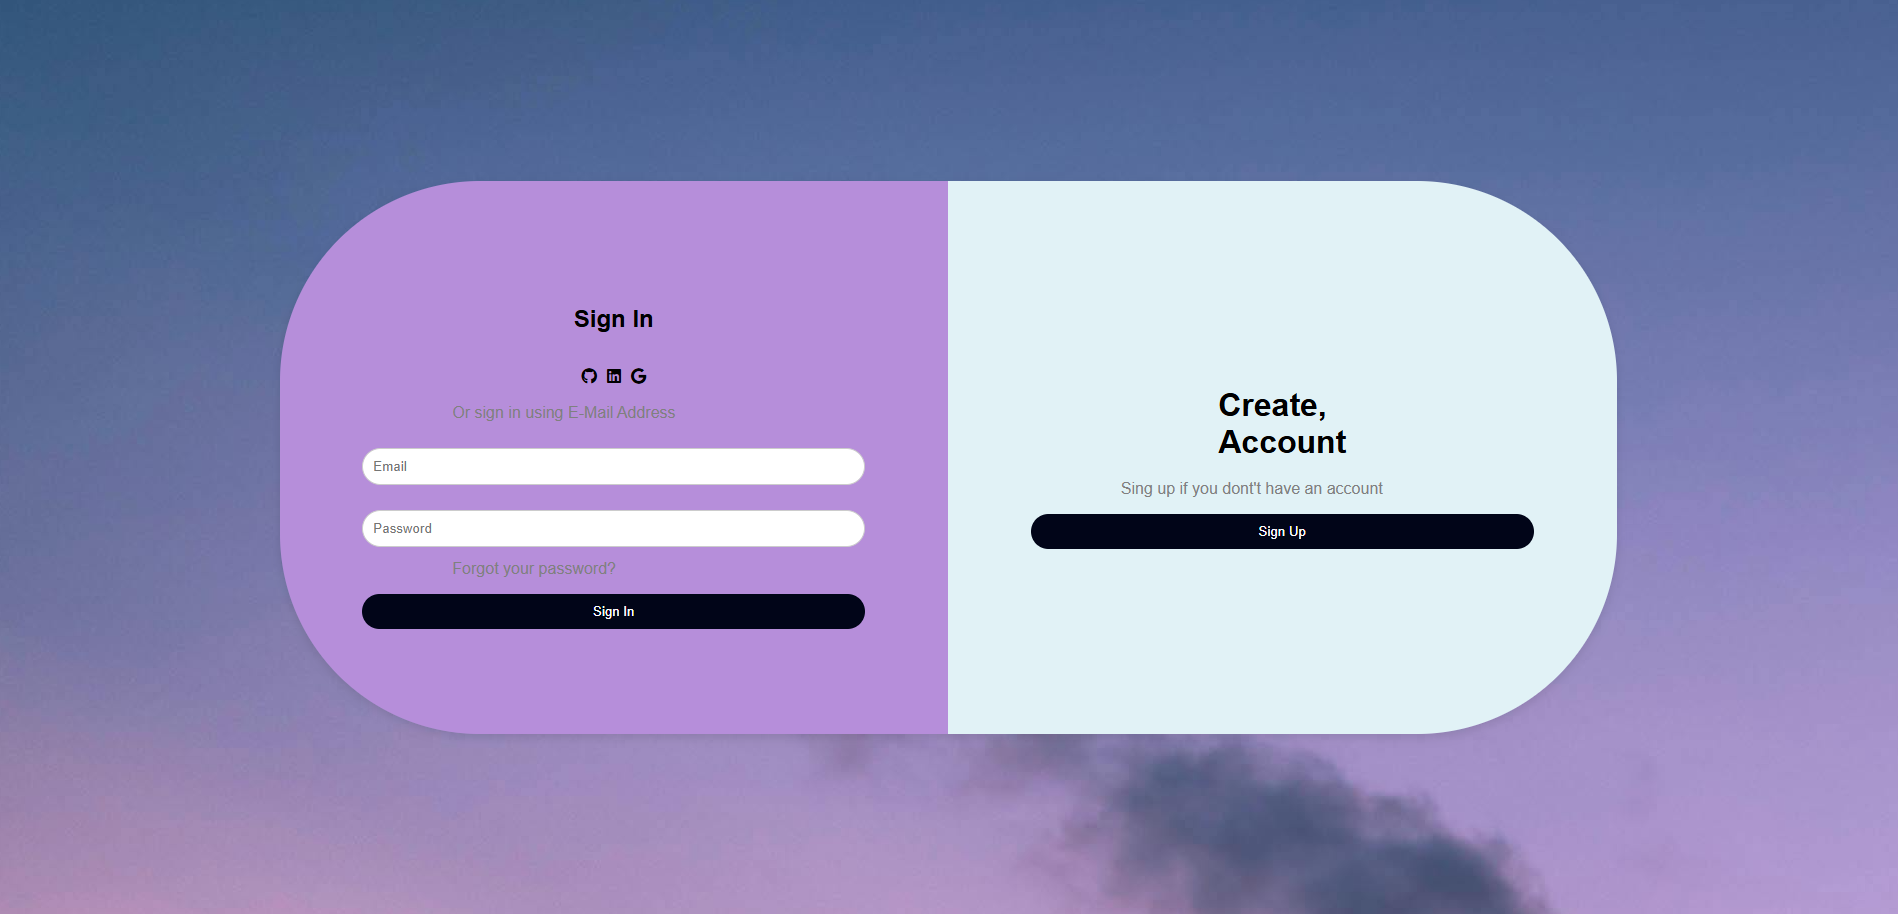 Sign In
Or sign in using E-Mail Address
Email
Password
Forgot your password?
Sign In
Create,
Account
Sing up if you dont't have an account
Sign Up